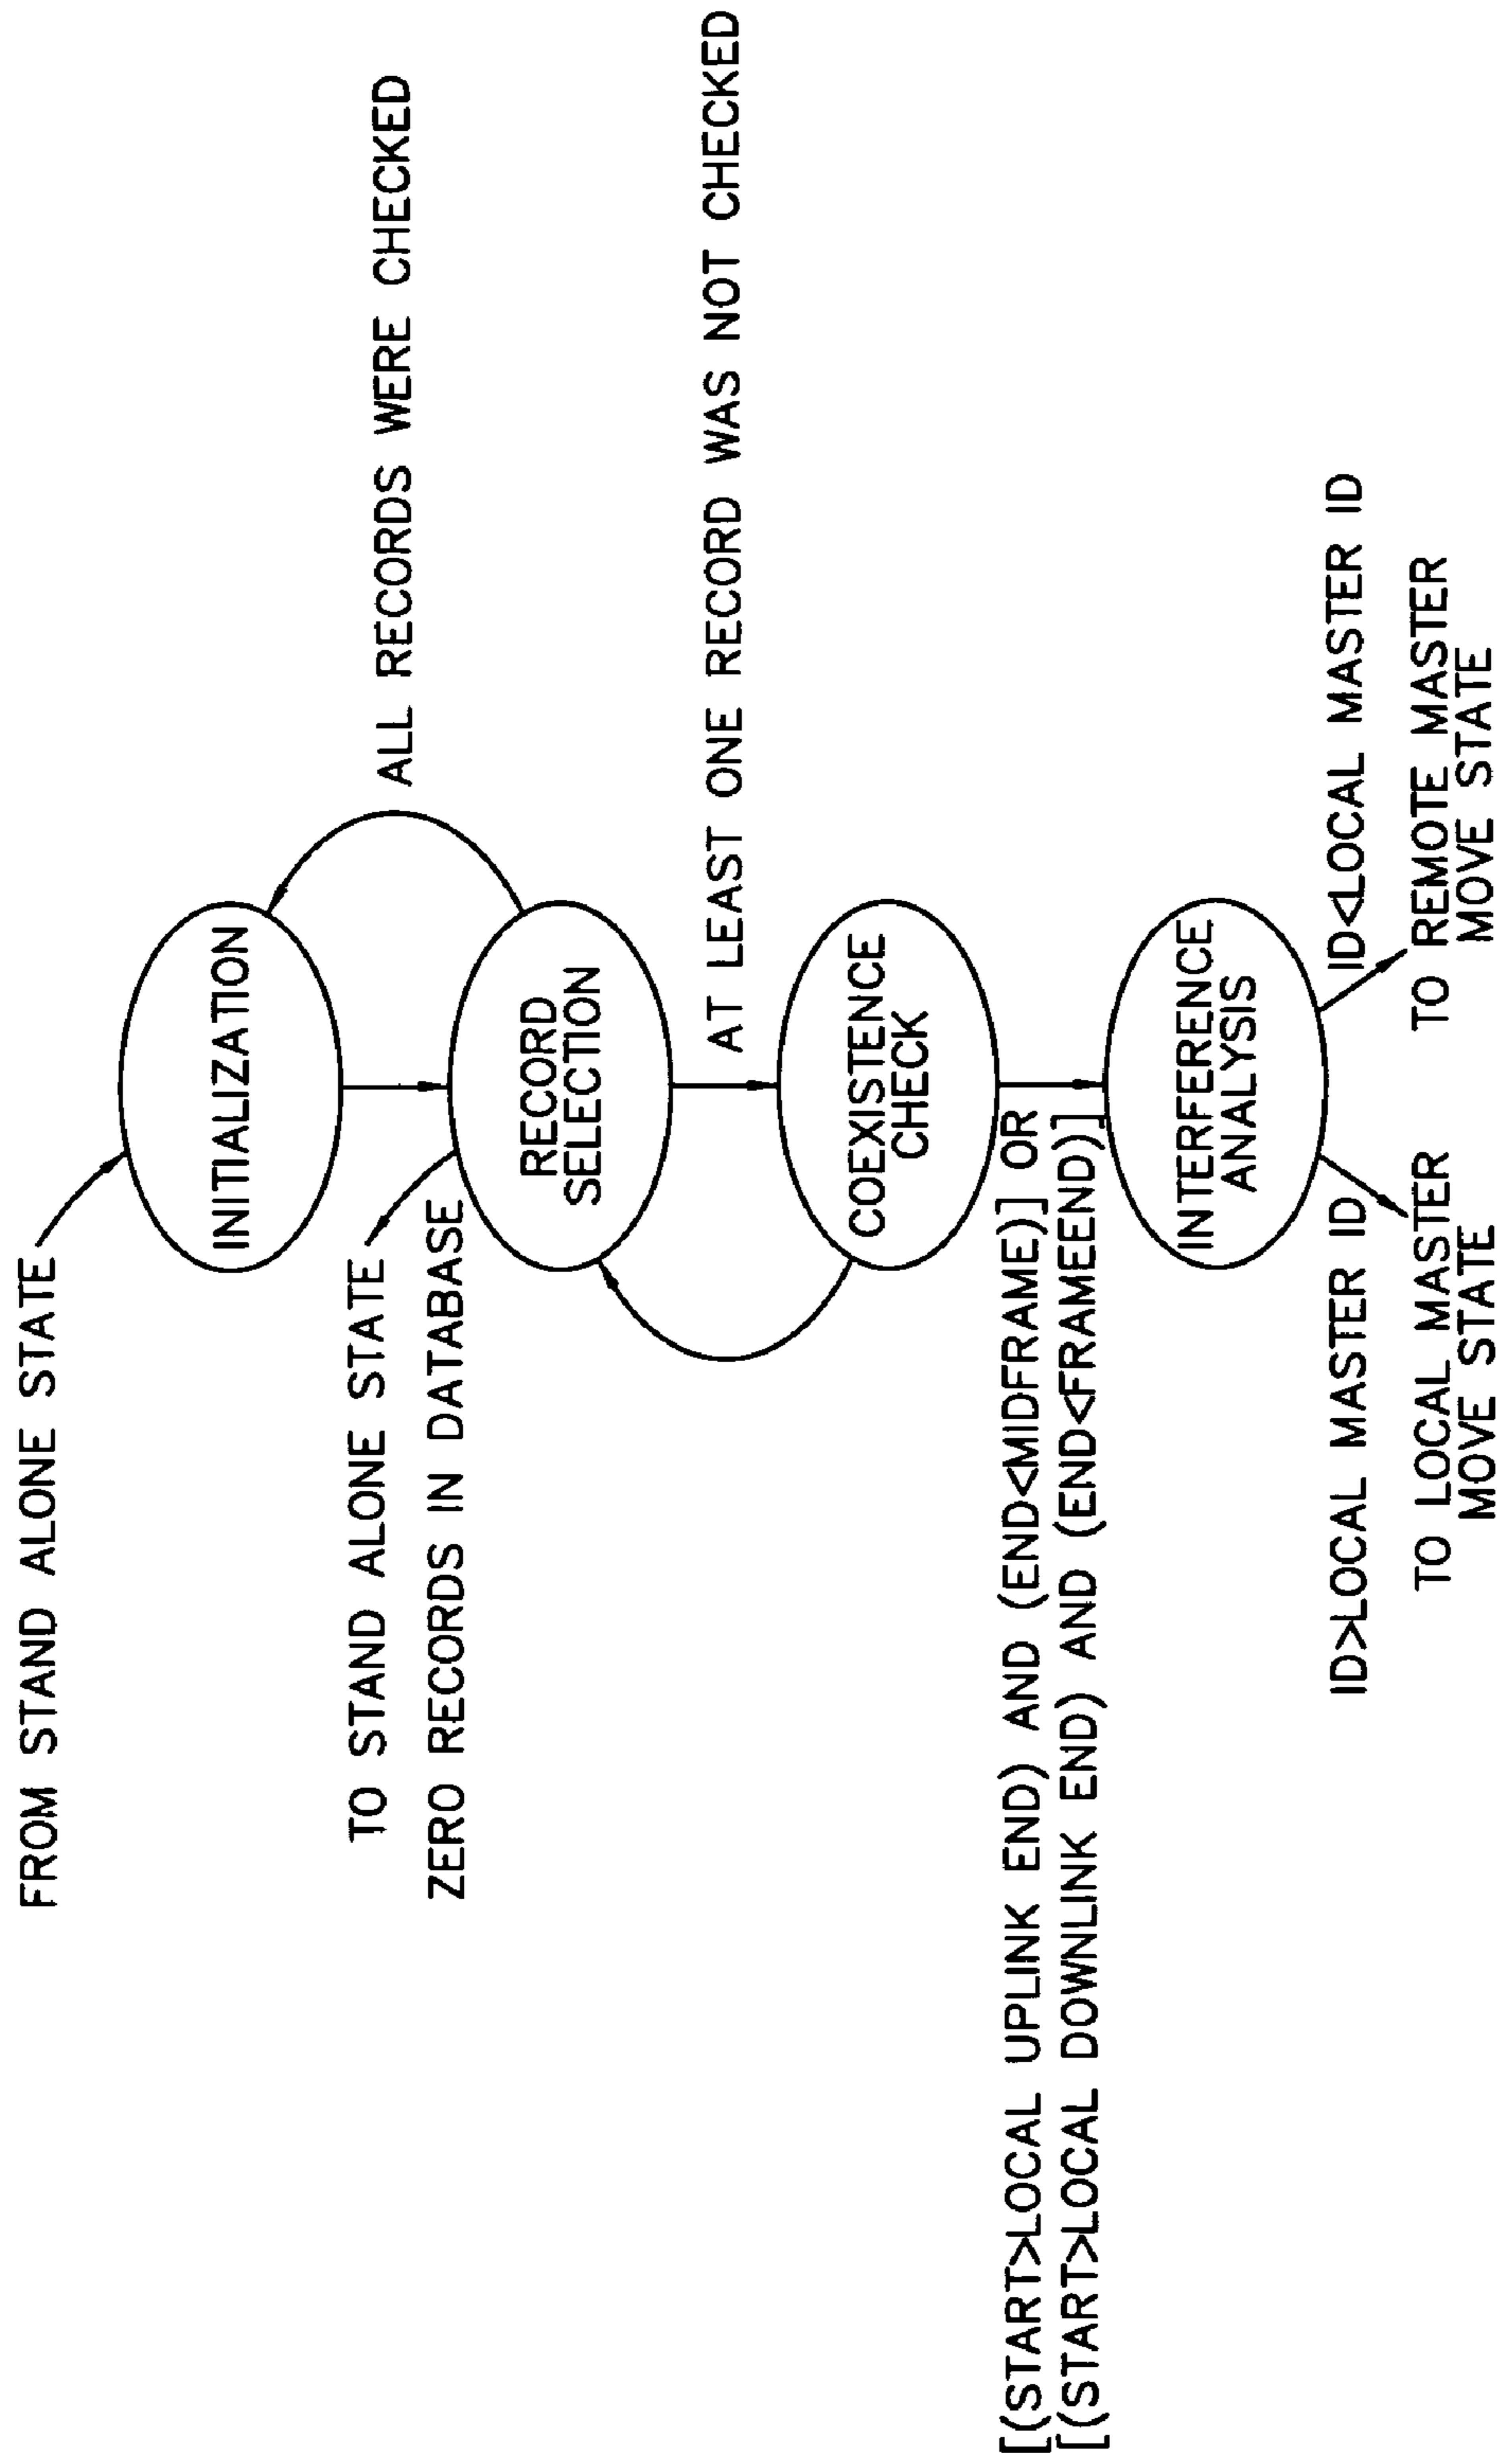 FROM STAND ALONE STATE
INITIALIZATION
ALL RECORDS WERE CHECKED
TO STAND ALONE STATE
ZERO RECORDS IN DATABASE
RECORD
SELECTION
AT LEAST ONE RECORD WAS NOT CHECKED
COEXISTENCE
CHECK
[(START>LOCAL UPLINK END) AND (END<MIDFRAME)] OR
[(START>LOCAL DOWNLINK END) AND (END<FRAMEEND)]
INTERFERENCE
ANALYSIS
ID>LOCAL MASTER ID
TO LOCAL MASTER
MOVE STATE
ID<LOCAL MASTER ID
TO REMOTE MASTER
MOVE STATE